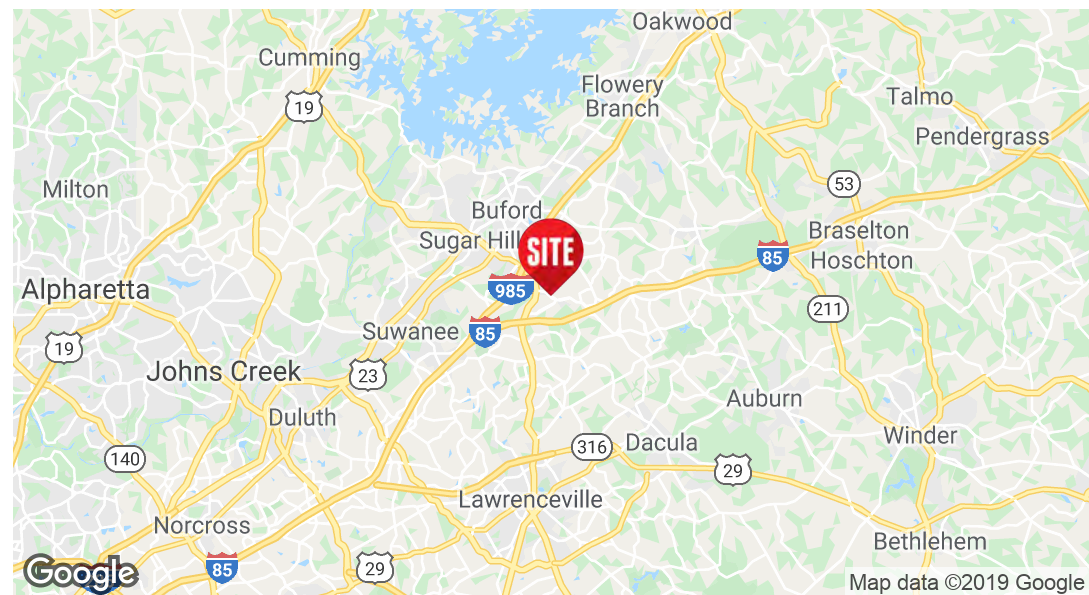 Oakwood
Cumming
Flowery
Branch
19
Talmo
Pendergrass
Milton
53
Buford
Sugar Hill
SITE
Braselton
85
Hoschton
Alpharetta
985
211
Suwanee
85
19
Johns Creek
23
Auburn
Duluth
Winder
316
Dacula
140
29
Lawrenceville
Norcross
Bethlehem
Google
85
29
Map data ©2019 Google